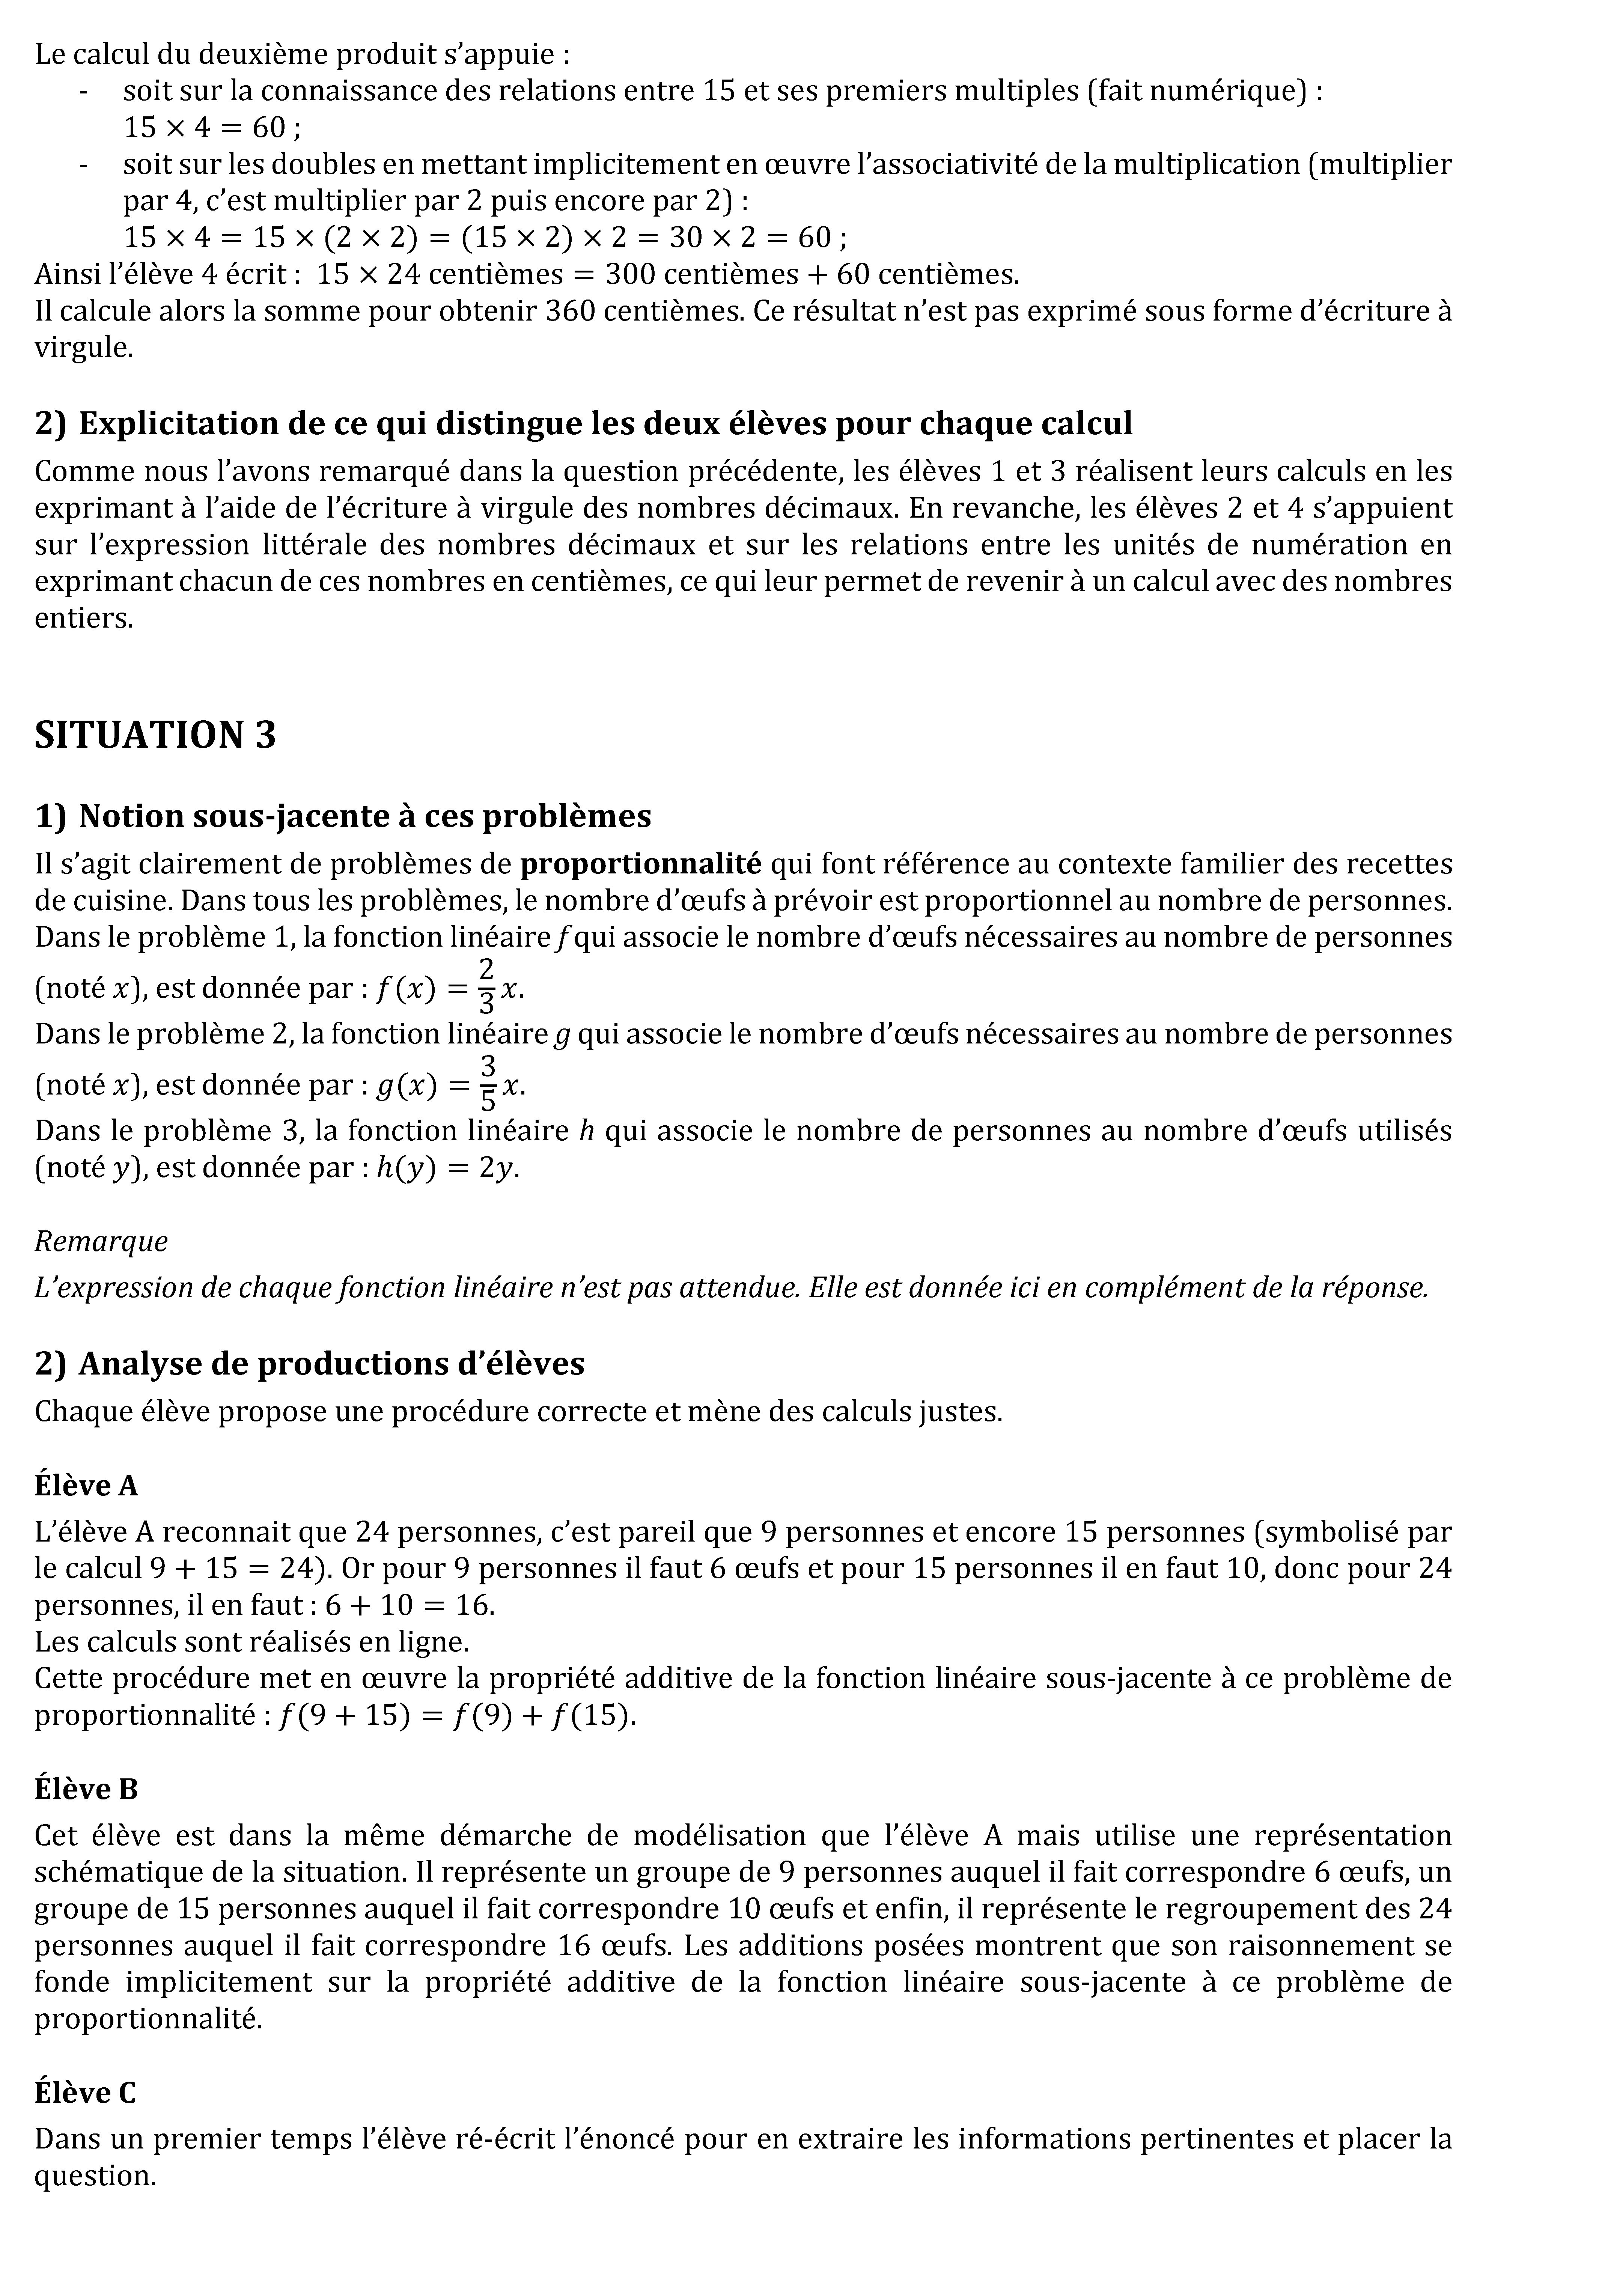 Le calcul du deuxième produit s’appuie :
- soit sur la connaissance des relations entre 15 et ses premiers multiples (fait numérique) :
15 × 4 = 60 ;
- soit sur les doubles en mettant implicitement en œuvre l’associativité de la multiplication (multiplier
par 4, c’est multiplier par 2 puis encore par 2) :
15 × 4 = 15 × (2 × 2) = (15 × 2) × 2 = 30 × 2 = 60 ;
Ainsi l’élève 4 écrit : 15 × 24 centièmes = 300 centièmes + 60 centièmes.
Il calcule alors la somme pour obtenir 360 centièmes. Ce résultat n’est pas exprimé sous forme d’écriture à
virgule.
2) Explicitation de ce qui distingue les deux élèves pour chaque calcul
Comme nous l’avons remarqué dans la question précédente, les élèves 1 et 3 réalisent leurs calculs en les
exprimant à l’aide de l’écriture à virgule des nombres décimaux. En revanche, les élèves 2 et 4 s’appuient
sur l’expression littérale des nombres décimaux et sur les relations entre les unités de numération en
exprimant chacun de ces nombres en centièmes, ce qui leur permet de revenir à un calcul avec des nombres
entiers.
SITUATION 3
1) Notion sous-jacente à ces problèmes
Il s’agit clairement de problèmes de proportionnalité qui font référence au contexte familier des recettes
de cuisine. Dans tous les problèmes, le nombre d’œufs à prévoir est proportionnel au nombre de personnes.
Dans le problème 1, la fonction linéaire f qui associe le nombre d’œufs nécessaires au nombre de personnes
(noté x), est donnée par : f(x) = 2/3 x.
Dans le problème 2, la fonction linéaire g qui associe le nombre d’œufs nécessaires au nombre de personnes
(noté x), est donnée par : g(x) = 3/5 x.
Dans le problème 3, la fonction linéaire h qui associe le nombre de personnes au nombre d’œufs utilisés
(noté y), est donnée par : h(y) = 2y.
Remarque
L’expression de chaque fonction linéaire n’est pas attendue. Elle est donnée ici en complément de la réponse.
2) Analyse de productions d’élèves
Chaque élève propose une procédure correcte et mène des calculs justes.
Élève A
L’élève A reconnait que 24 personnes, c’est pareil que 9 personnes et encore 15 personnes (symbolisé par
le calcul 9 + 15 = 24). Or pour 9 personnes il faut 6 œufs et pour 15 personnes il en faut 10, donc pour 24
personnes, il en faut : 6 + 10 = 16.
Les calculs sont réalisés en ligne.
Cette procédure met en œuvre la propriété additive de la fonction linéaire sous-jacente à ce problème de
proportionnalité : f(9 + 15) = f(9) + f(15).
Élève B
Cet élève est dans la même démarche de modélisation que l’élève A mais utilise une représentation
schématique de la situation. Il représente un groupe de 9 personnes auquel il fait correspondre 6 œufs, un
groupe de 15 personnes auquel il fait correspondre 10 œufs et enfin, il représente le regroupement des 24
personnes auquel il fait correspondre 16 œufs. Les additions posées montrent que son raisonnement se
fonde implicitement sur la propriété additive de la fonction linéaire sous-jacente à ce problème de
proportionnalité.
Élève C
Dans un premier temps l’élève ré-écrit l’énoncé pour en extraire les informations pertinentes et placer la
question.